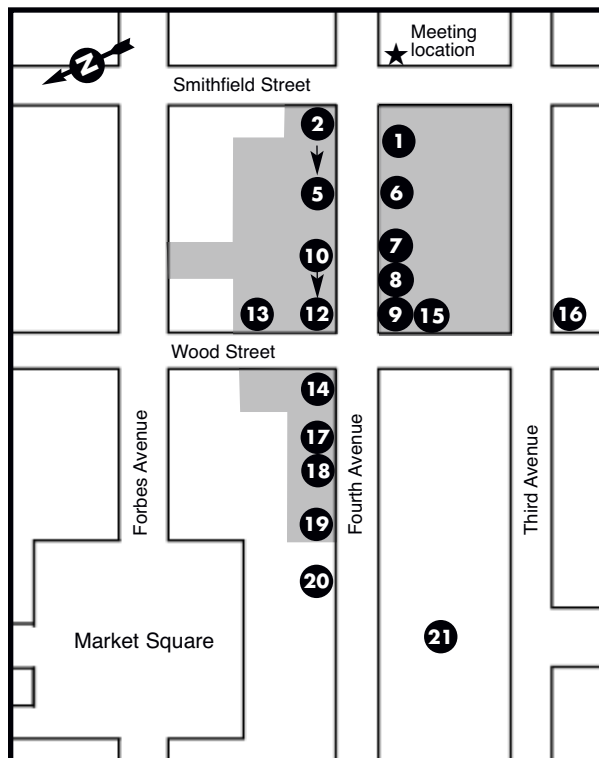 Meeting
location
N
Smithfield Street
2
1
5
6
7
10
8
13
12
9
15
16
Wood Street
14
17
18
19
Forbes Avenue
Fourth Avenue
Third Avenue
20
Market Square
21